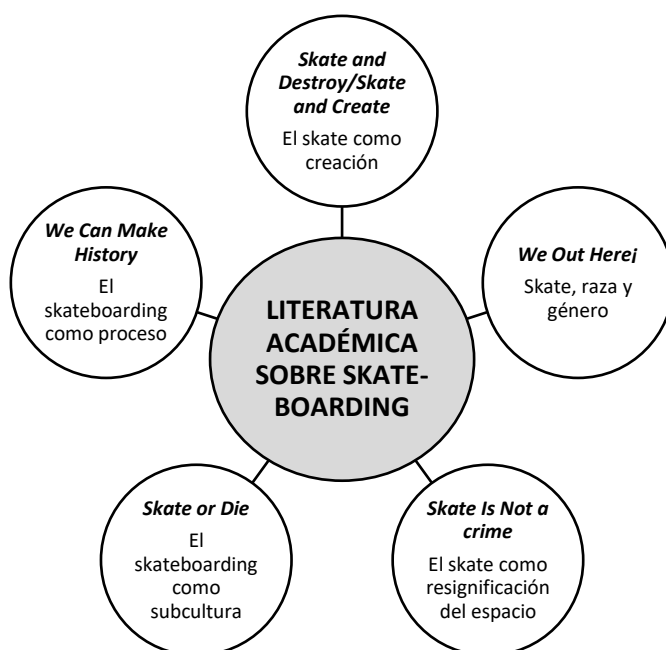 Skate and
Destroy/Skate
and Create
El skate como
creación
We Can Make
History
El
skateboarding
como proceso
We Out Here¡
Skate, raza y
género
LITERATURA
ACADÉMICA
SOBRE SKATE-
BOARDING
Skate or Die
El
skateboarding
como
subcultura
Skate Is Not a
crime
El skate como
resignificación
del espacio